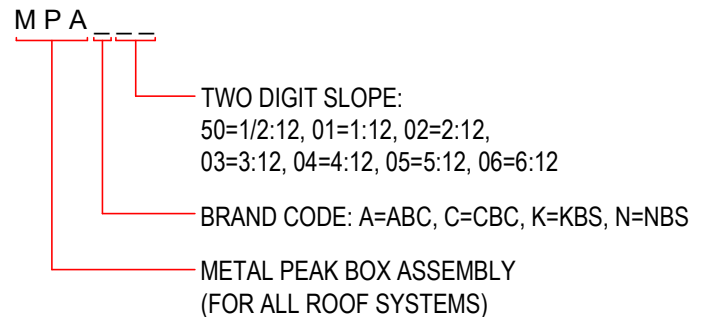 M P A _ _ _
TWO DIGIT SLOPE:
50=1/2:12, 01=1:12, 02=2:12,
03=3:12, 04=4:12, 05=5:12, 06=6:12
BRAND CODE: A=ABC, C=CBC, K=KBS, N=NBS
METAL PEAK BOX ASSEMBLY
(FOR ALL ROOF SYSTEMS)